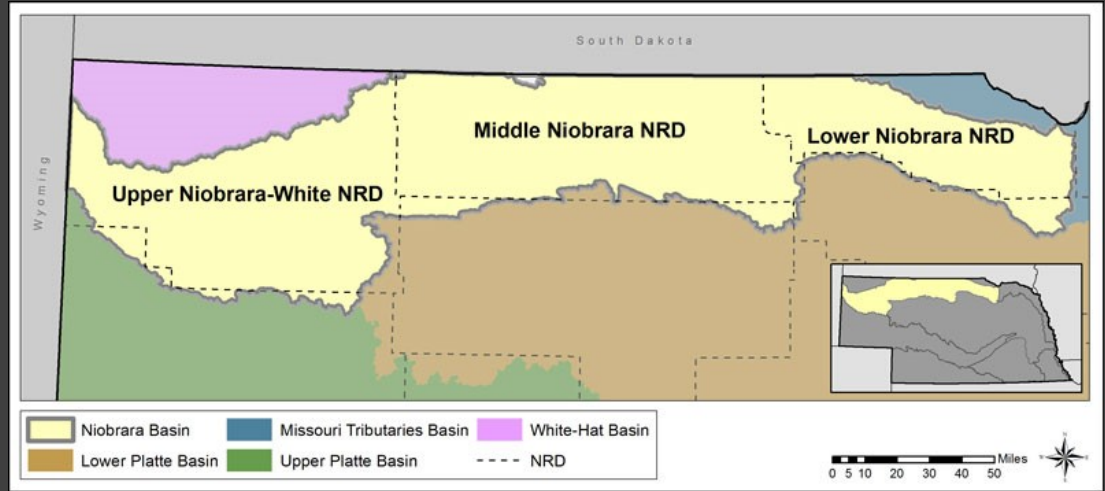 South Dakota
Wyoming
Middle Niobrara NRD
Lower Niobrara NRD
Upper Niobrara-White NRD
Niobrara Basin
Missouri Tributaries Basin
White-Hat Basin
Lower Platte Basin
Upper Platte Basin
NRD
Miles
0 5 10 20 30 40 50
N